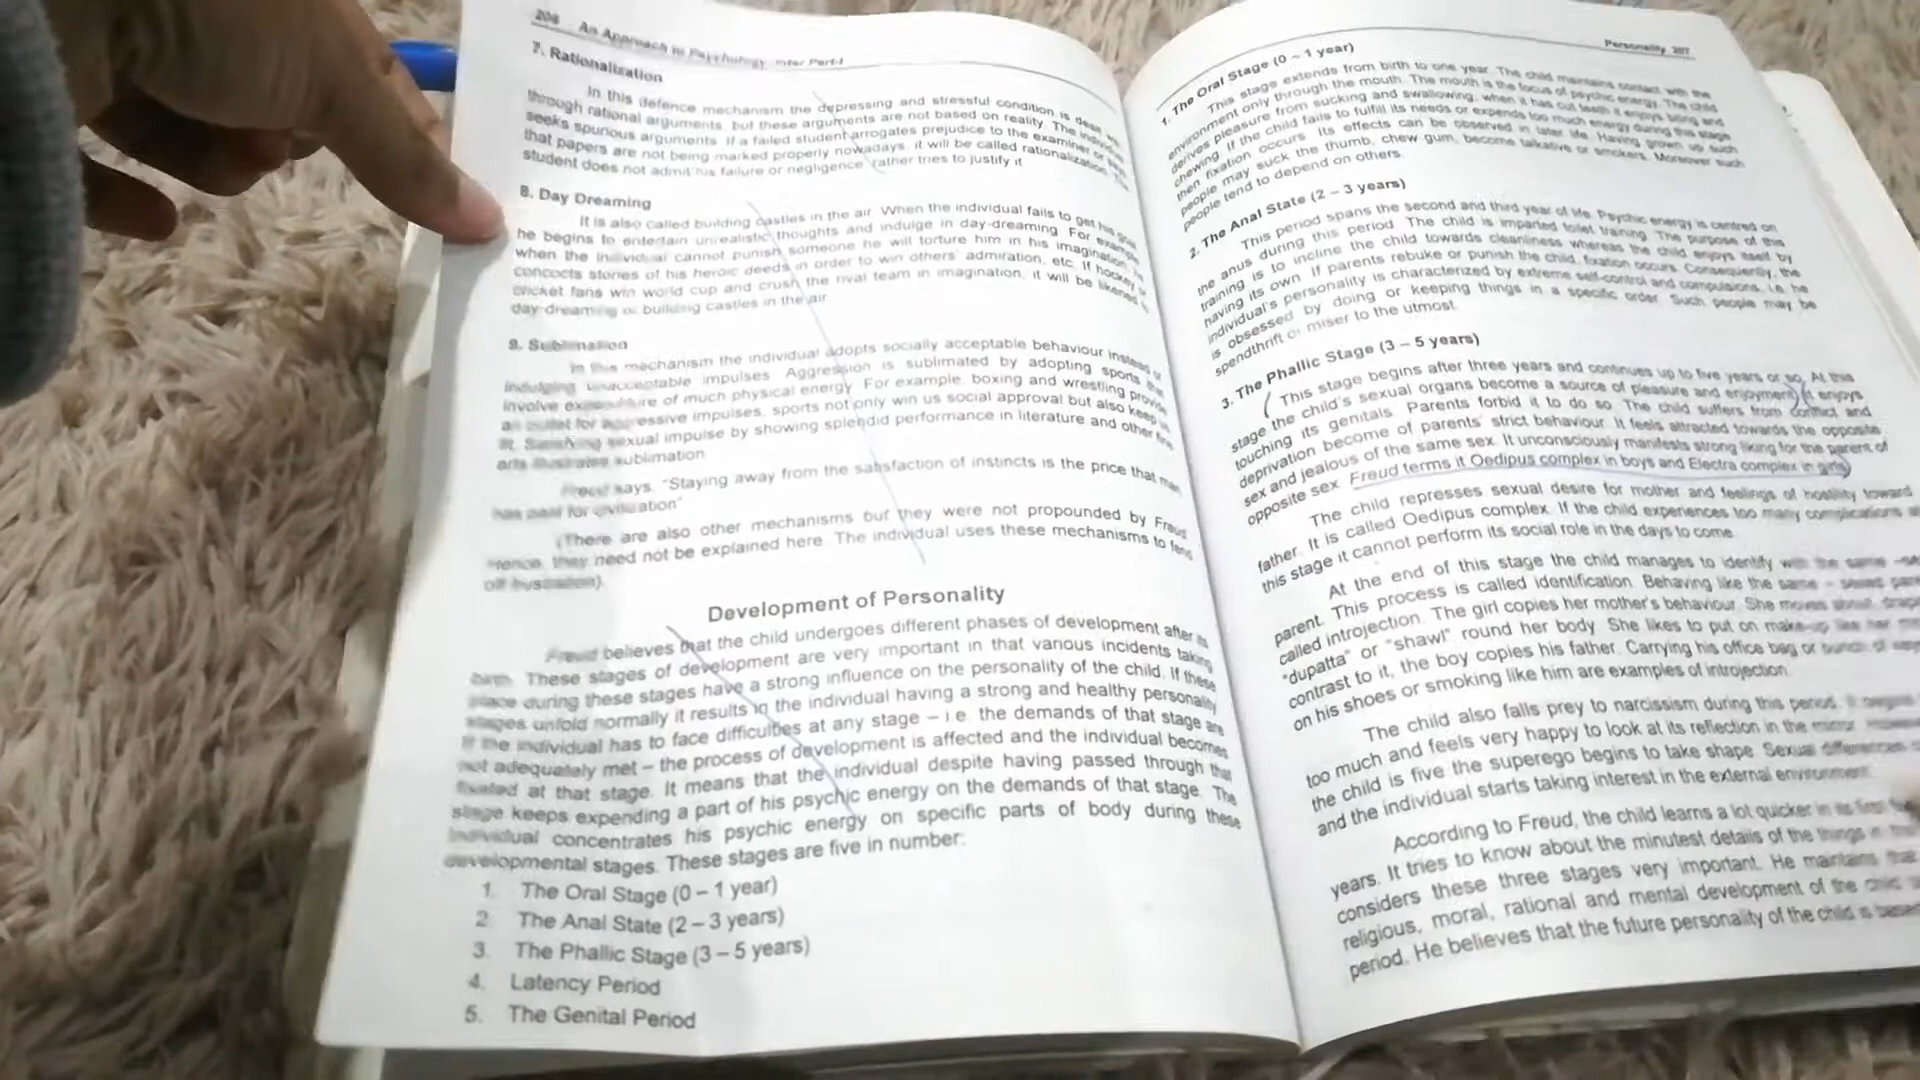 206 An Approach to Psychology Inter Part-I
7. Rationalization
In this defence mechanism the depressing and stressful condition is dealt
through rational arguments, but these arguments are not based on reality. The
seeks spurious arguments. If a failed student arrogates prejudice to the examiner or
that papers are not being marked properly nowadays, it will be called rationalization. The
student does not admit his failure or negligence rather tries to justify it
8. Day Dreaming
It is also called building castles in the air. When the individual fails to get his goal
he begins to entertain unrealistic thoughts and indulge in day-dreaming. For example
when the individual cannot punish someone he will torture him in his imagination,
concocts stories of his heroic deeds in order to win others' admiration, etc. If hockey or
cricket fans win world cup and crush the rival team in imagination, it will be likened to
day-dreaming or building castles in the air
9. Sublimation
In this mechanism the individual adopts socially acceptable behaviour instead of
indulging unacceptable impulses. Aggression is sublimated by adopting sports that
involve expenditure of much physical energy. For example, boxing and wrestling provide
an outlet for aggressive impulses, sports not only win us social approval but also keep us
fit. Satisfying sexual impulse by showing splendid performance in literature and other fine
arts illustrates sublimation.
Freud says, "Staying away from the satisfaction of instincts is the price that man
has paid for civilization"
(There are also other mechanisms but they were not propounded by Freud
Hence, they need not be explained here. The individual uses these mechanisms to fend
off frustration).
Development of Personality
Freud believes that the child undergoes different phases of development after its
birth. These stages of development are very important in that various incidents taking
place during these stages have a strong influence on the personality of the child. If these
stages unfold normally it results in the individual having a strong and healthy personality
If the individual has to face difficulties at any stage – i.e. the demands of that stage are
not adequately met – the process of development is affected and the individual becomes
fixated at that stage. It means that the individual despite having passed through that
stage keeps expending a part of his psychic energy on the demands of that stage. The
individual concentrates his psychic energy on specific parts of body during these
developmental stages. These stages are five in number:
1. The Oral Stage (0 – 1 year)
2. The Anal State (2 – 3 years)
3. The Phallic Stage (3 – 5 years)
4. Latency Period
5. The Genital Period
Personality 207
1. The Oral Stage (0 – 1 year)
This stage extends from birth to one year. The child maintains contact with the
environment only through the mouth. The mouth is the focus of psychic energy. The child
derives pleasure from sucking and swallowing, when it has cut teeth it enjoys biting and
chewing. If the child fails to fulfill its needs or expends too much energy during this stage
then fixation occurs. Its effects can be observed in later life. Having grown up such
people may suck the thumb, chew gum, become talkative or smokers. Moreover such
people tend to depend on others.
2. The Anal State (2 – 3 years)
This period spans the second and third year of life. Psychic energy is centred on
the anus during this period. The child is imparted toilet training. The purpose of this
training is to incline the child towards cleanliness whereas the child enjoys itself by
having its own. If parents rebuke or punish the child, fixation occurs. Consequently, the
individual's personality is characterized by extreme self-control and compulsions, i.e. he
is obsessed by doing or keeping things in a specific order. Such people may be
spendthrift or miser to the utmost.
3. The Phallic Stage (3 – 5 years)
(This stage begins after three years and continues up to five years or so. At this
stage the child's sexual organs become a source of pleasure and enjoyment) It enjoys
touching its genitals. Parents forbid it to do so. The child suffers from conflict and
deprivation become of parents' strict behaviour. It feels attracted towards the opposite
sex and jealous of the same sex. It unconsciously manifests strong liking for the parent of
opposite sex. Freud terms it Oedipus complex in boys and Electra complex in girls)
The child represses sexual desire for mother and feelings of hostility toward
father. It is called Oedipus complex. If the child experiences too many complications at
this stage it cannot perform its social role in the days to come.
At the end of this stage the child manages to identify with the same –sex
parent. This process is called identification. Behaving like the same – sexed
called introjection. The girl copies her mother's behaviour. She moves about,
"dupatta" or "shawl" round her body. She likes to put on make-up like her
contrast to it, the boy copies his father. Carrying his office bag or bunch of
on his shoes or smoking like him are examples of introjection.
The child also falls prey to narcissism during this period. It
too much and feels very happy to look at its reflection in the mirror.
the child is five the superego begins to take shape. Sexual differences
and the individual starts taking interest in the external environment.
According to Freud, the child learns a lot quicker in its first five
years. It tries to know about the minutest details of the things in
considers these three stages very important. He maintains that
religious, moral, rational and mental development of the child
period. He believes that the future personality of the child is based